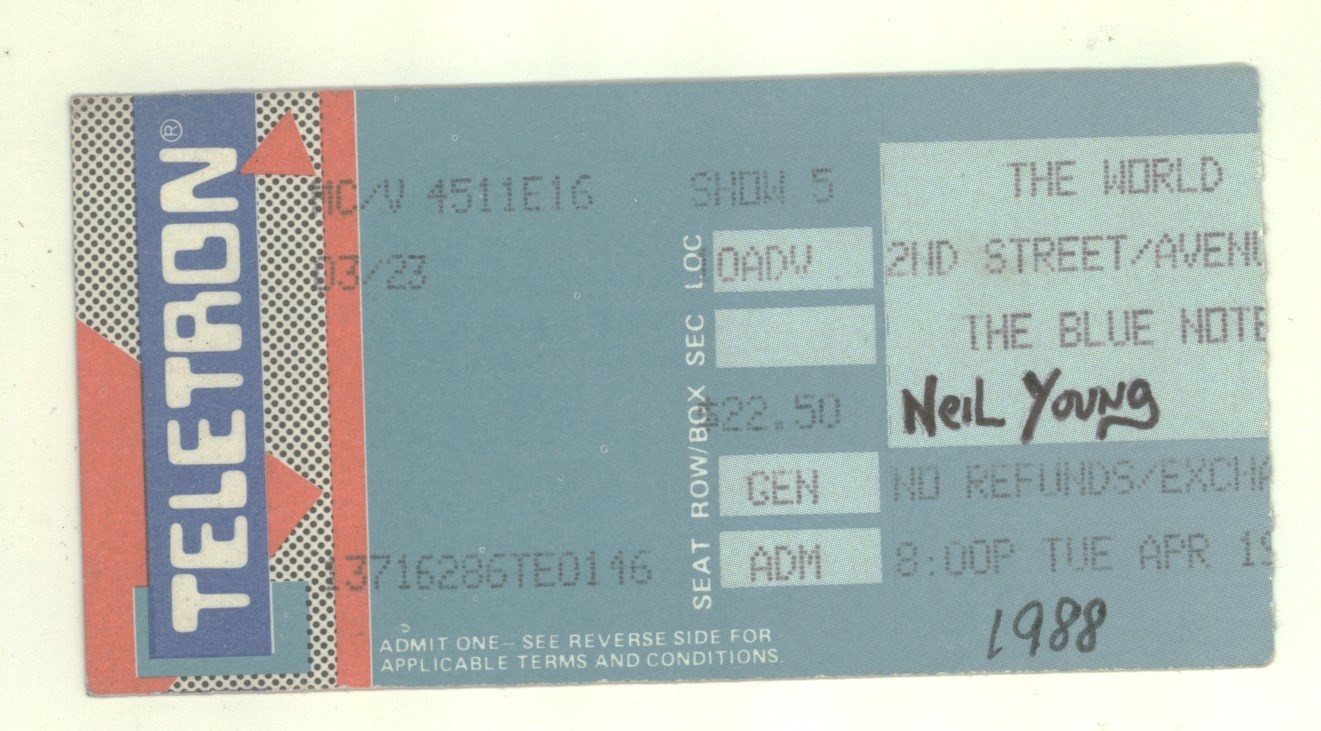 TELETRON®
MC/V 4511E16 SHOW 5
03/23
LOC
SEC
ROW/BOX
SEAT
10ADV
$22.50
GEN
ADM
13716286TE0146
ADMIT ONE – SEE REVERSE SIDE FOR
APPLICABLE TERMS AND CONDITIONS.
THE WORLD
2ND STREET/AVENU
THE BLUE NOTE
NeiL YouNg
NO REFUNDS/EXCHA
8:00P TUE APR 19
1988